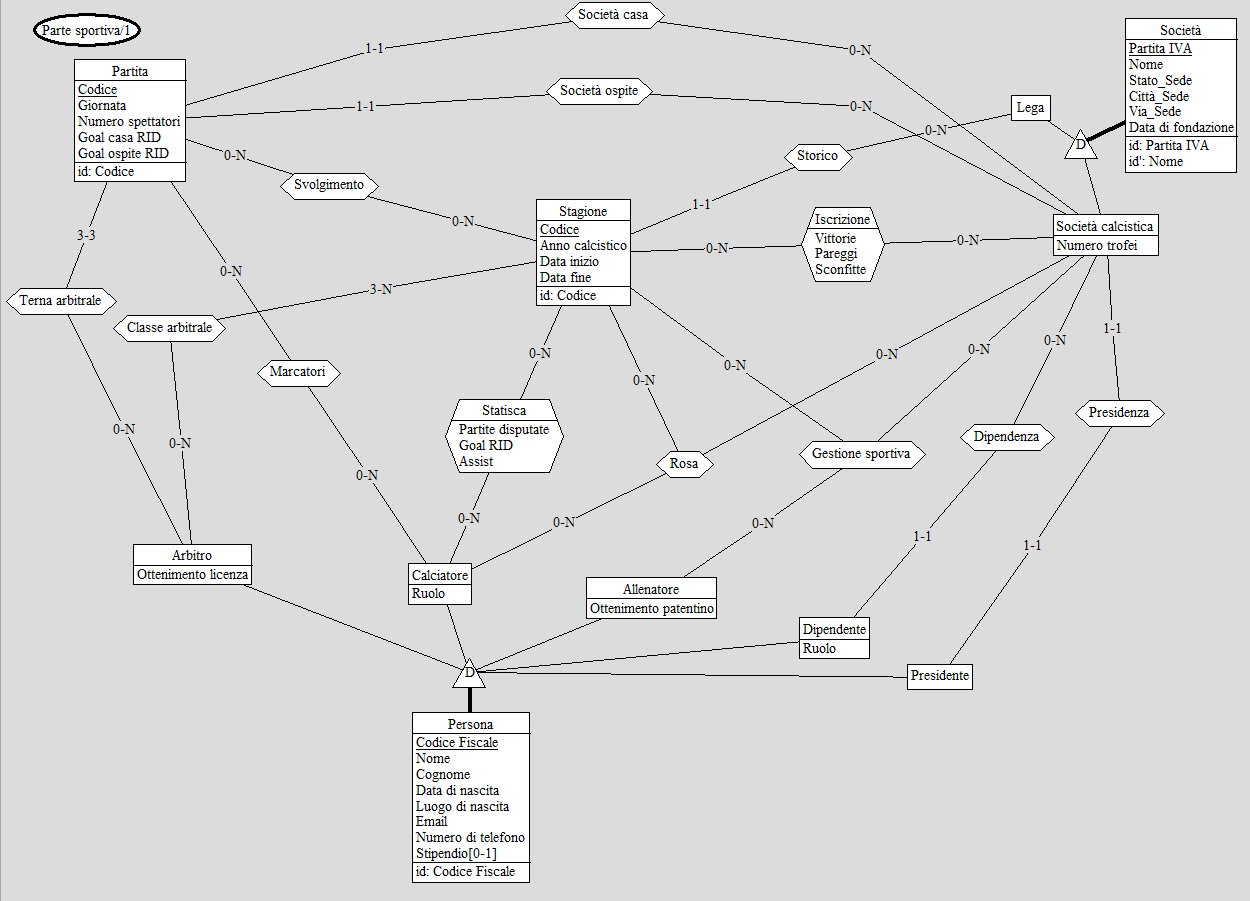 Parte sportiva/1
Società casa
Società
Partita IVA
Nome
Stato_Sede
Città_Sede
Via_Sede
Data di fondazione
id: Partita IVA
id': Nome
1-1
0-N
Partita
Codice
Giornata
Numero spettatori
Goal casa RID
Goal ospite RID
id: Codice
Società ospite
1-1
0-N
Lega
D
0-N
Storico
1-1
0-N
Svolgimento
0-N
Stagione
Codice
Anno calcistico
Data inizio
Data fine
id: Codice
0-N
Iscrizione
Vittorie
Pareggi
Sconfitte
0-N
Società calcistica
Numero trofei
3-3
0-N
3-N
Terna arbitrale
Classe arbitrale
Marcatori
0-N
0-N
0-N
0-N
0-N
0-N
1-1
Statisca
Partite disputate
Goal RID
Assist
Rosa
Gestione sportiva
Dipendenza
Presidenza
0-N
0-N
0-N
0-N
0-N
0-N
1-1
1-1
Arbitro
Ottenimento licenza
Calciatore
Ruolo
Allenatore
Ottenimento patentino
Dipendente
Ruolo
Presidente
D
Persona
Codice Fiscale
Nome
Cognome
Data di nascita
Luogo di nascita
Email
Numero di telefono
Stipendio[0-1]
id: Codice Fiscale